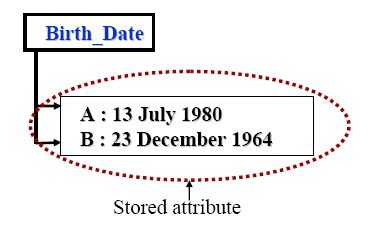 Birth_Date
A : 13 July 1980
B : 23 December 1964
Stored attribute